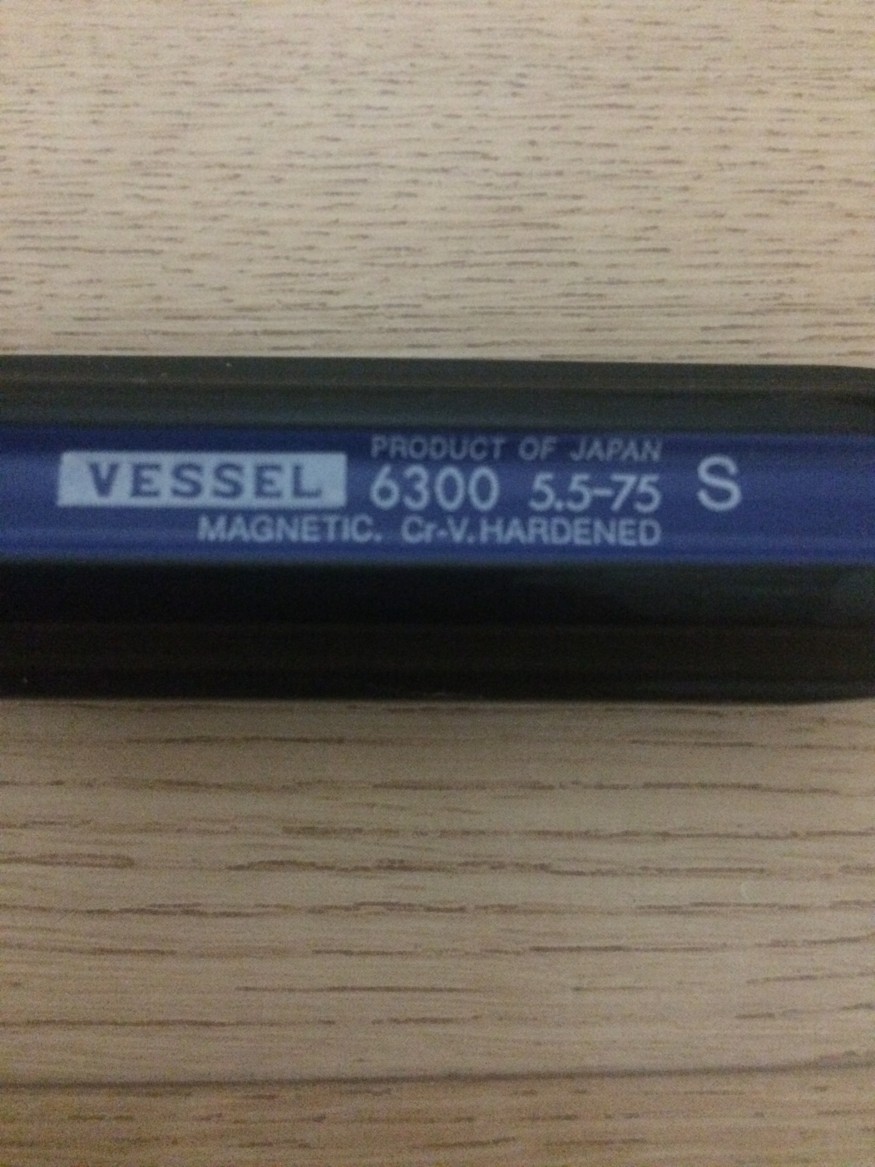 VESSEL
PRODUCT OF JAPAN
6300 5.5-75 S
MAGNETIC. Cr-V. HARDENED